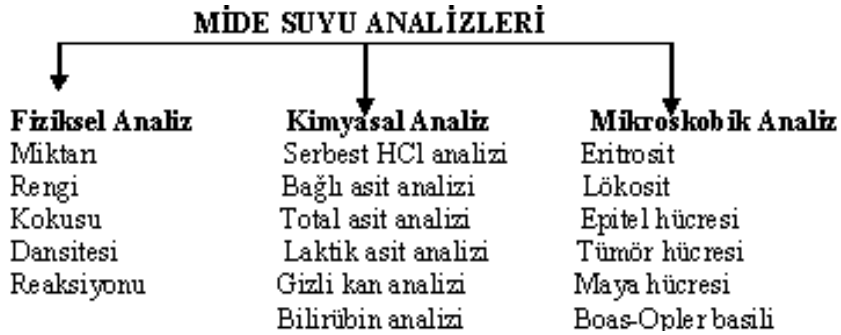 MİDE SUYU ANALİZLERİ
Fiziksel Analiz
Miktarı
Rengi
Kokusu
Dansitesi
Reaksiyonu
Kimyasal Analiz
Serbest HCl analizi
Bağlı asit analizi
Total asit analizi
Laktik asit analizi
Gizli kan analizi
Bilirübin analizi
Mikroskobik Analiz
Eritrosit
Lökosit
Epitel hücresi
Tümör hücresi
Maya hücresi
Boas-Opler basili